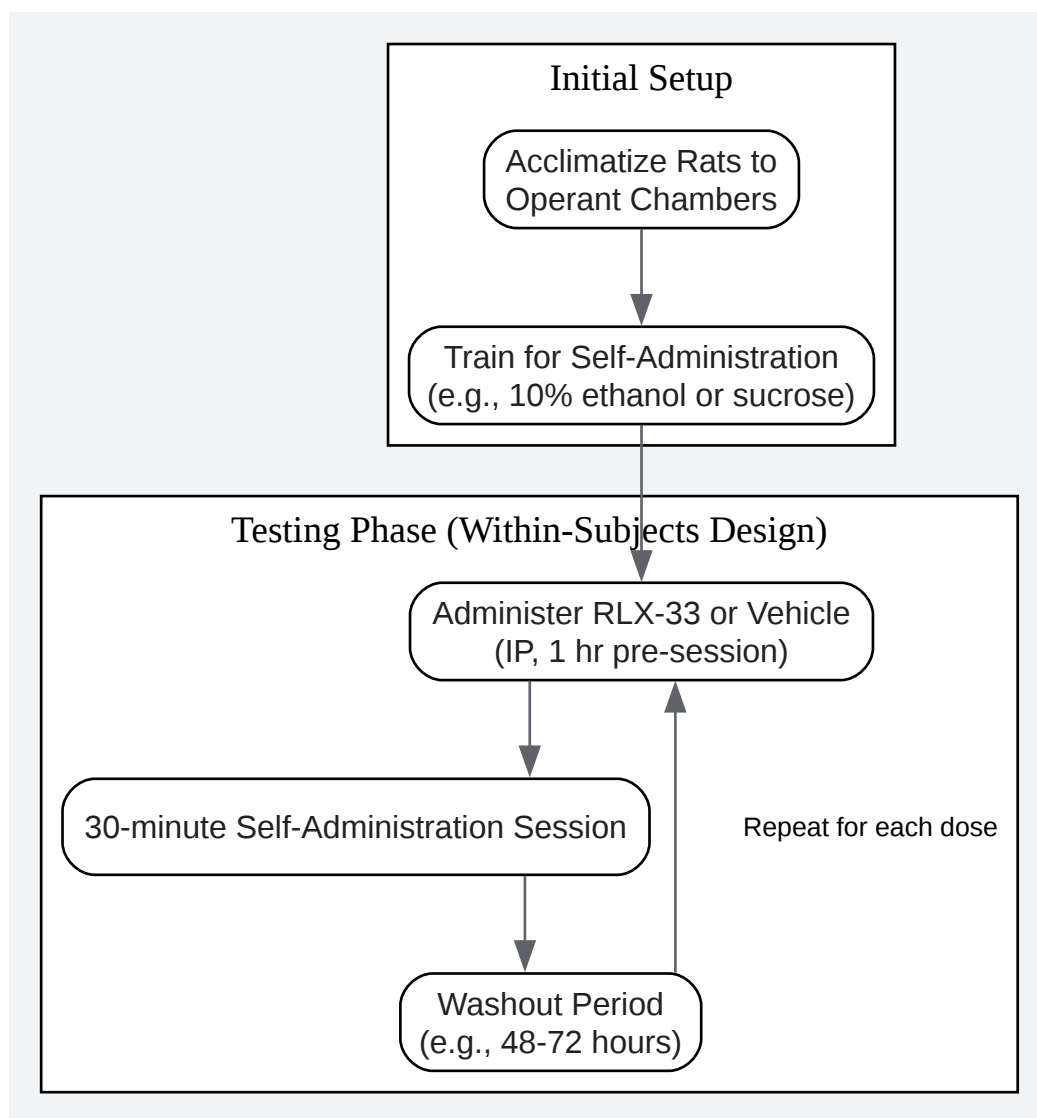 Initial Setup
Acclimatize Rats to
Operant Chambers
Train for Self-Administration
(e.g., 10% ethanol or sucrose)
Testing Phase (Within-Subjects Design)
Administer RLX-33 or Vehicle
(IP, 1 hr pre-session)
30-minute Self-Administration Session
Repeat for each dose
Washout Period
(e.g., 48-72 hours)